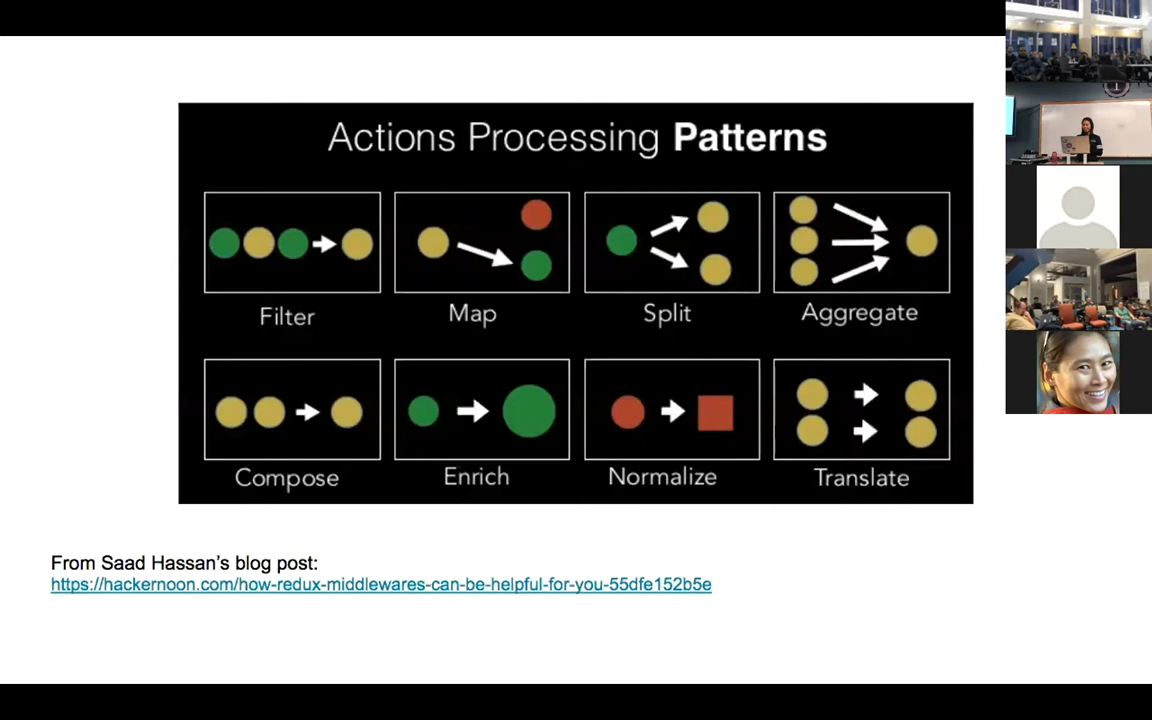 Actions Processing Patterns
Filter
Map
Split
Aggregate
Compose
Enrich
Normalize
Translate
From Saad Hassan's blog post:
https://hackernoon.com/how-redux-middlewares-can-be-helpful-for-you-55dfe152b5e